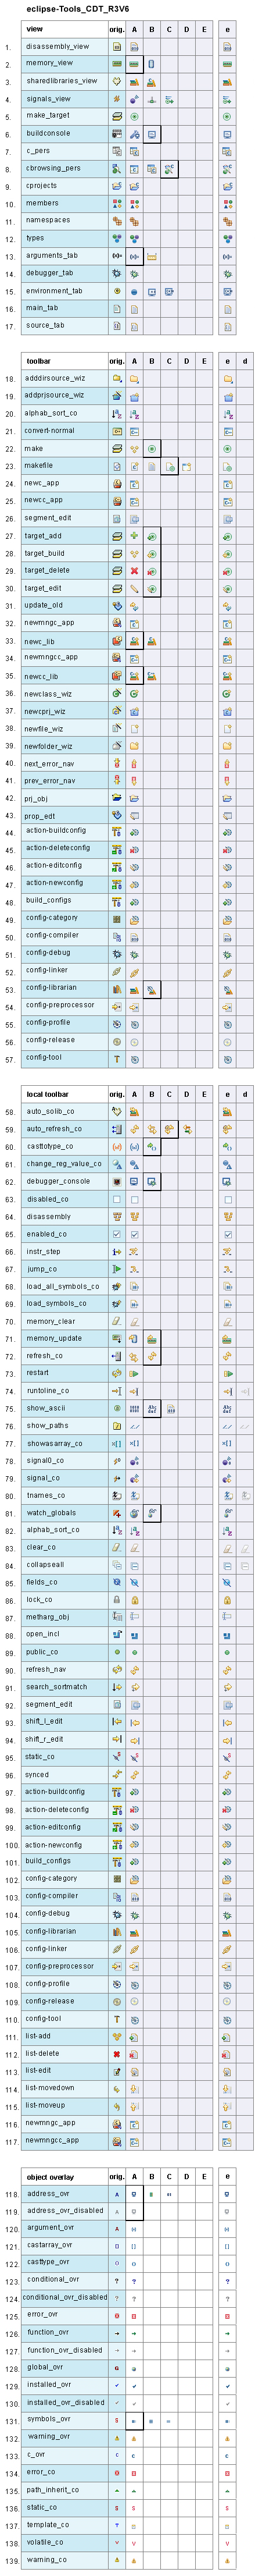 eclipse-Tools_CDT_R3V6
view orig. A B C D E e
1. disassembly_view
2. memory_view
3. sharedlibraries_view
4. signals_view
5. make_target
6. buildconsole
7. c_pers
8. cbrowsing_pers
9. cprojects
10. members
11. namespaces
12. types
13. arguments_tab
14. debugger_tab
15. environment_tab
16. main_tab
17. source_tab
toolbar orig. A B C D E e d
18. adddirsource_wiz
19. addprjsource_wiz
20. alphab_sort_co
21. convert-normal
22. make
23. makefile
24. newc_app
25. newcc_app
26. segment_edit
27. target_add
28. target_build
29. target_delete
30. target_edit
31. update_old
32. newmngc_app
33. newc_lib
34. newmngcc_app
35. newcc_lib
36. newclass_wiz
37. newcprj_wiz
38. newfile_wiz
39. newfolder_wiz
40. next_error_nav
41. prev_error_nav
42. prj_obj
43. prop_edt
44. action-buildconfig
45. action-deleteconfig
46. action-editconfig
47. action-newconfig
48. build_configs
49. config-category
50. config-compiler
51. config-debug
52. config-linker
53. config-librarian
54. config-preprocessor
55. config-profile
56. config-release
57. config-tool
local toolbar orig. A B C D E e d
58. auto_solib_co
59. auto_refresh_co
60. casttotype_co
61. change_reg_value_co
62. debugger_console
63. disabled_co
64. disassembly
65. enabled_co
66. instr_step
67. jump_co
68. load_all_symbols_co
69. load_symbols_co
70. memory_clear
71. memory_update
72. refresh_co
73. restart
74. runtoline_co
75. show_ascii
76. show_paths
77. showasarray_co
78. signal0_co
79. signal_co
80. tnames_co
81. watch_globals
82. alphab_sort_co
83. clear_co
84. collapseall
85. fields_co
86. lock_co
87. metharg_obj
88. open_incl
89. public_co
90. refresh_nav
91. search_sortmatch
92. segment_edit
93. shift_l_edit
94. shift_r_edit
95. static_co
96. synced
97. action-buildconfig
98. action-deleteconfig
99. action-editconfig
100. action-newconfig
101. build_configs
102. config-category
103. config-compiler
104. config-debug
105. config-librarian
106. config-linker
107. config-preprocessor
108. config-profile
109. config-release
110. config-tool
111. list-add
112. list-delete
113. list-edit
114. list-movedown
115. list-moveup
116. newmngc_app
117. newmngcc_app
object overlay orig. A B C D E e
118. address_ovr
119. address_ovr_disabled
120. argument_ovr
121. castarray_ovr
122. casttype_ovr
123. conditional_ovr
124. conditional_ovr_disabled
125. error_ovr
126. function_ovr
127. function_ovr_disabled
128. global_ovr
129. installed_ovr
130. installed_ovr_disabled
131. symbols_ovr
132. warning_ovr
133. c_ovr
134. error_co
135. path_inherit_co
136. static_co
137. template_co
138. volatile_co
139. warning_co